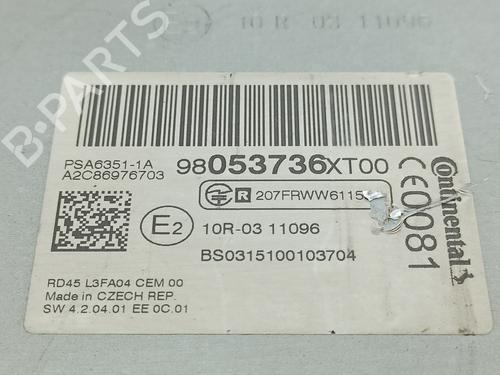 10 R 03 11096
B-PARTS
PSA6351-1A
A2C86976703
98053736XT00
R 207FRWW6115
E2
10R-03 11096
BS0315100103704
CE0081
Continental
RD45 L3FA04 CEM 00
Made in CZECH REP.
SW 4.2.04.01 EE 0C.01